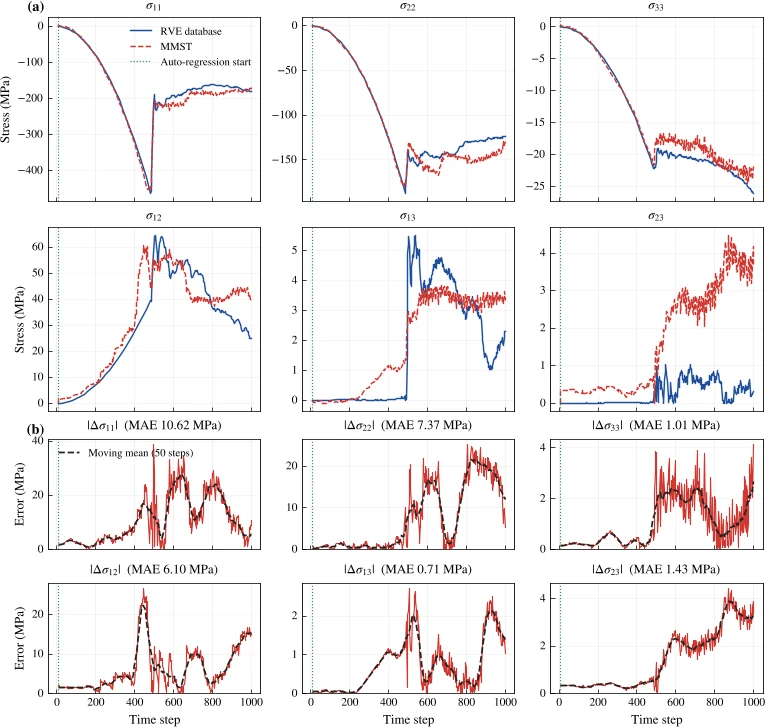 (a)
σ11 σ22 σ33
RVE database
MMST
Auto-regression start
Stress (MPa)
0 −100 −200 −300 −400
0 −50 −100 −150
0 −5 −10 −15 −20 −25
σ12 σ13 σ23
Stress (MPa)
60 50 40 30 20 10 0
5 4 3 2 1 0
4 3 2 1 0
(b)
|Δσ11| (MAE 10.62 MPa) |Δσ22| (MAE 7.37 MPa) |Δσ33| (MAE 1.01 MPa)
Moving mean (50 steps)
Error (MPa)
40 20 0
20 10 0
4 2 0
|Δσ12| (MAE 6.10 MPa) |Δσ13| (MAE 0.71 MPa) |Δσ23| (MAE 1.43 MPa)
Error (MPa)
20 10 0
2 1 0
4 2 0
0 200 400 600 800 1000 0 200 400 600 800 1000 0 200 400 600 800 1000
Time step Time step Time step